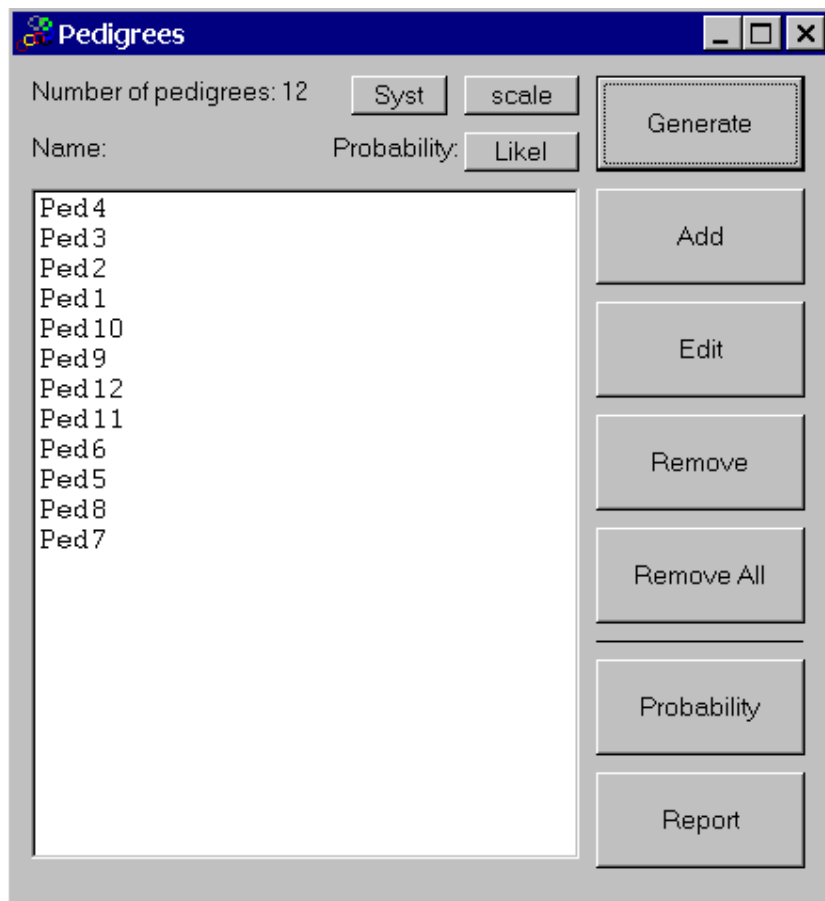 Pedigrees
Number of pedigrees: 12 Syst scale
Name: Probability: Likel
Generate
Ped4
Ped3
Ped2
Ped1
Ped10
Ped9
Ped12
Ped11
Ped6
Ped5
Ped8
Ped7
Add
Edit
Remove
Remove All
Probability
Report